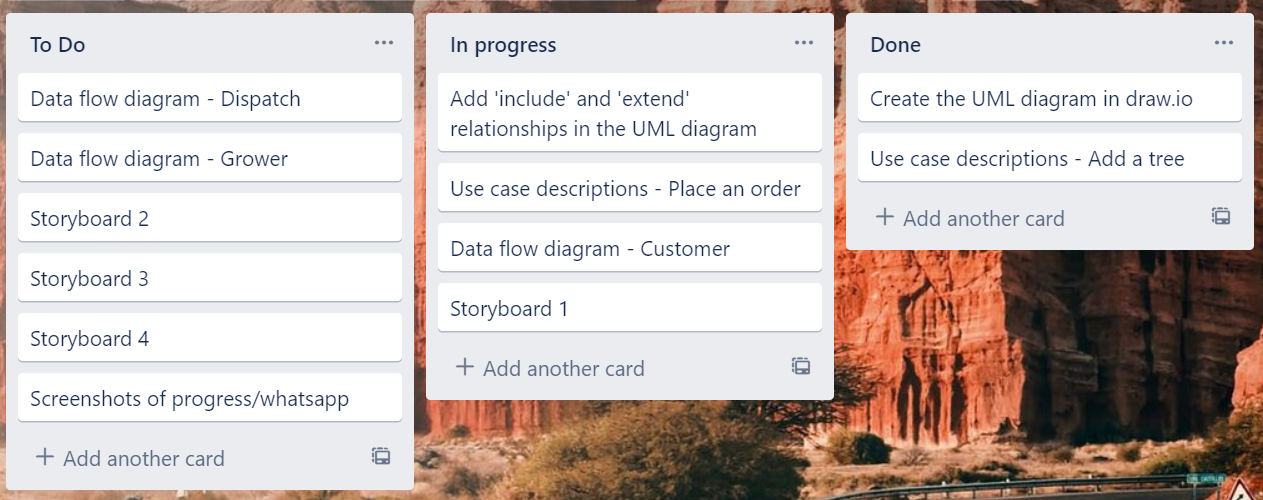 To Do
Data flow diagram - Dispatch
Data flow diagram - Grower
Storyboard 2
Storyboard 3
Storyboard 4
Screenshots of progress/whatsapp
Add another card
In progress
Add 'include' and 'extend'
relationships in the UML diagram
Use case descriptions - Place an order
Data flow diagram - Customer
Storyboard 1
Add another card
Done
Create the UML diagram in draw.io
Use case descriptions - Add a tree
Add another card